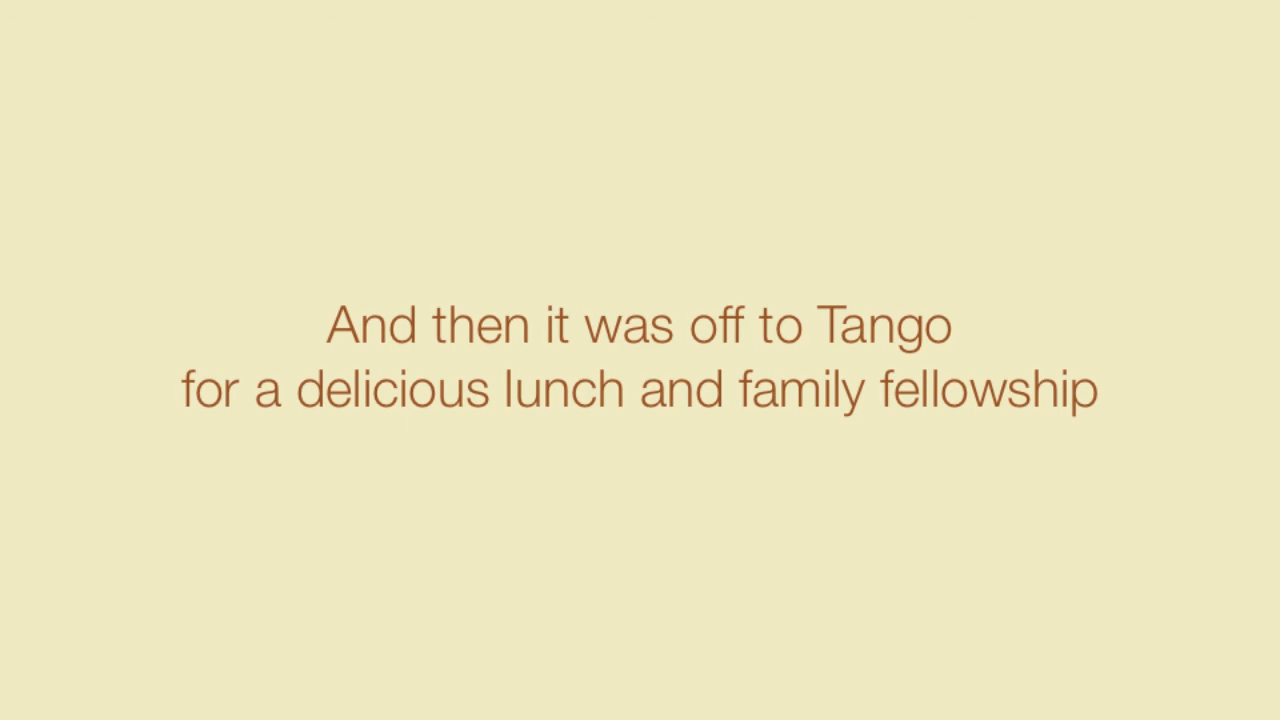 And then it was off to Tango
for a delicious lunch and family fellowship